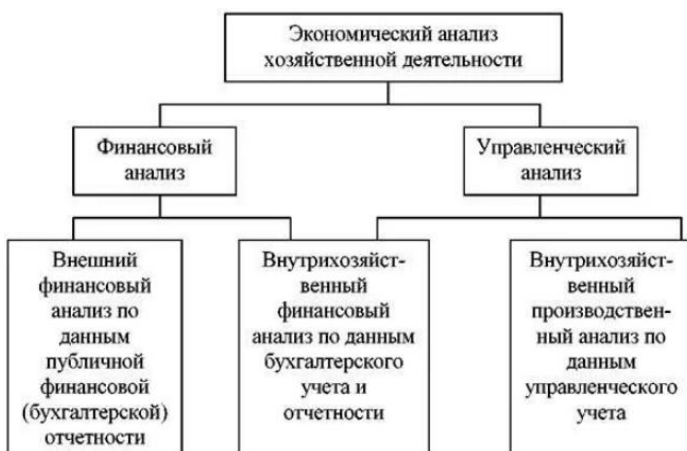 Экономический анализ
хозяйственной деятельности
Финансовый
анализ
Управленческий
анализ
Внешний
финансовый
анализ по
данным
публичной
финансовой
(бухгалтерской)
отчетности
Внутрихозяйст-
венный
финансовый
анализ по данным
бухгалтерского
учета и
отчетности
Внутрихозяйст-
венный
производствен-
ный анализ по
данным
управленческого
учета